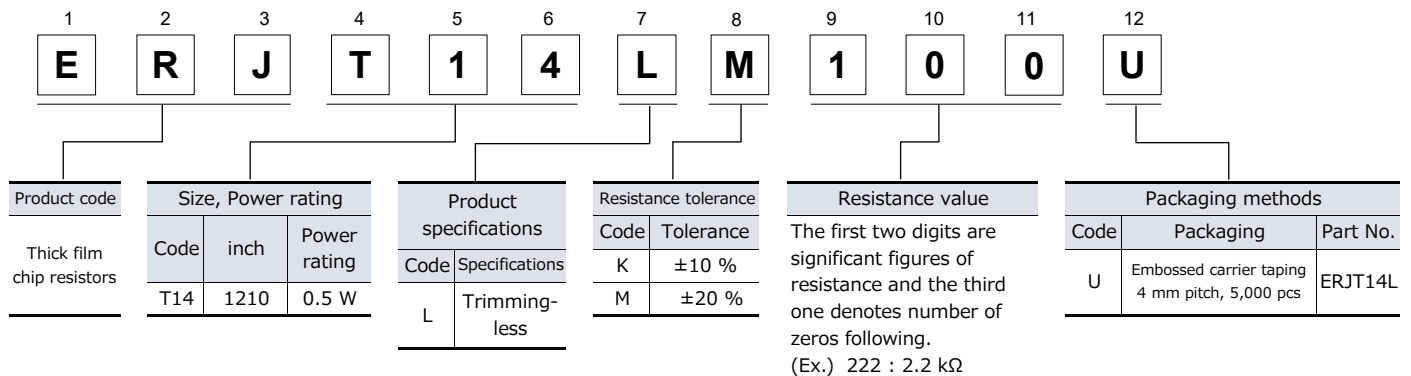 1 2 3 4 5 6 7 8 9 10 11 12
E R J T 1 4 L M 1 0 0 U
Product code
Thick film
chip resistors
Size, Power rating
Code inch Power rating
T14 1210 0.5 W
Product
specifications
Code Specifications
L Trimming-
less
Resistance tolerance
Code Tolerance
K ±10 %
M ±20 %
Resistance value
The first two digits are
significant figures of
resistance and the third
one denotes number of
zeros following.
(Ex.) 222 : 2.2 kΩ
Packaging methods
Code Packaging Part No.
U Embossed carrier taping
4 mm pitch, 5,000 pcs
ERJT14L